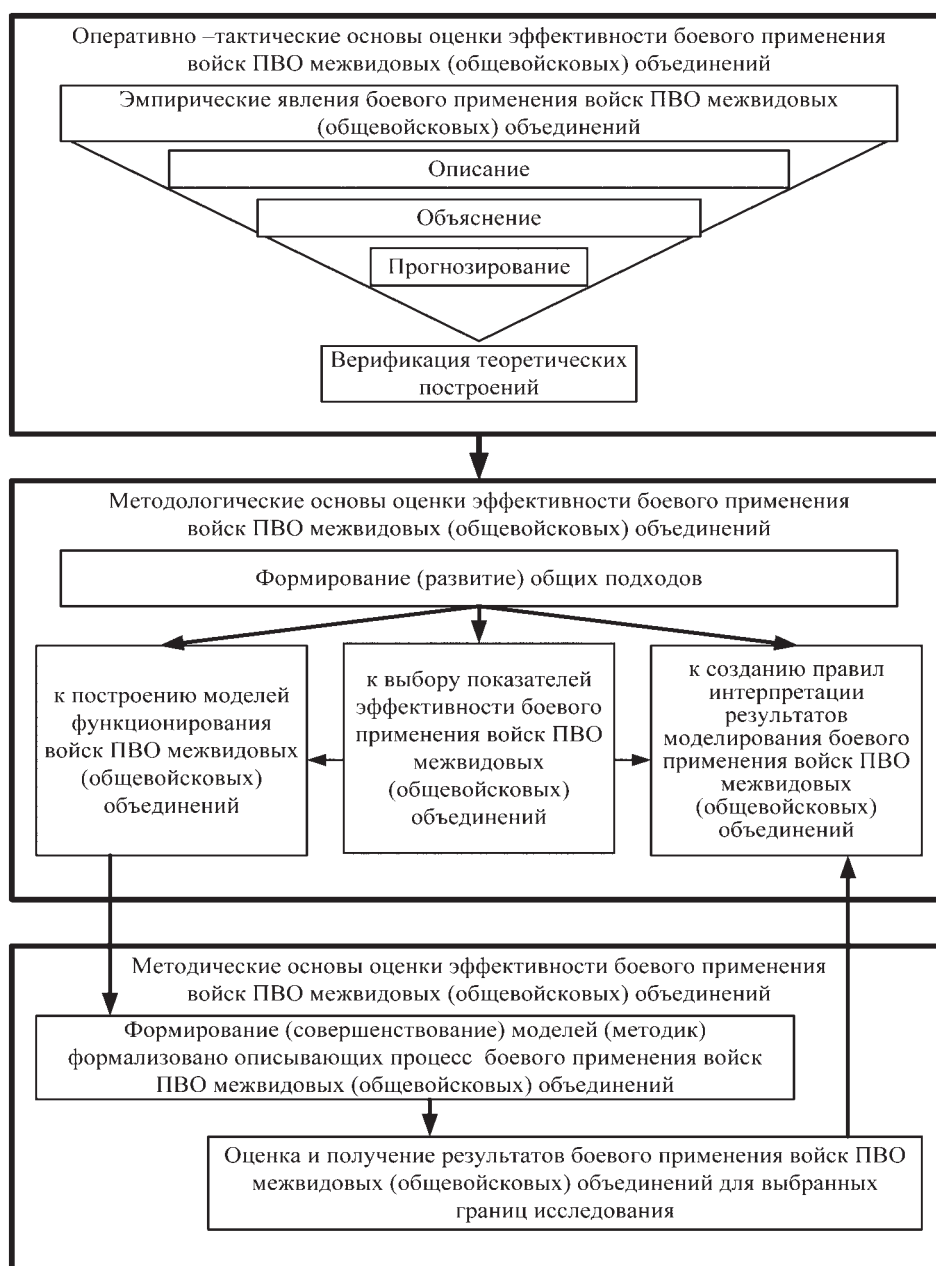 Оперативно –тактические основы оценки эффективности боевого применения
войск ПВО межвидовых (общевойсковых) объединений
Эмпирические явления боевого применения войск ПВО межвидовых
(общевойсковых) объединений
Описание
Объяснение
Прогнозирование
Верификация теоретических
построений
Методологические основы оценки эффективности боевого применения
войск ПВО межвидовых (общевойсковых) объединений
Формирование (развитие) общих подходов
к построению моделей
функционирования
войск ПВО межвидовых
(общевойсковых)
объединений
к выбору показателей
эффективности боевого
применения войск ПВО
межвидовых
(общевойсковых)
объединений
к созданию правил
интерпретации
результатов
моделирования боевого
применения войск ПВО
межвидовых
(общевойсковых)
объединений
Методические основы оценки эффективности боевого применения
войск ПВО межвидовых (общевойсковых) объединений
Формирование (совершенствование) моделей (методик)
формализовано описывающих процесс боевого применения войск
ПВО межвидовых (общевойсковых) объединений
Оценка и получение результатов боевого применения войск ПВО
межвидовых (общевойсковых) объединений для выбранных
границ исследования